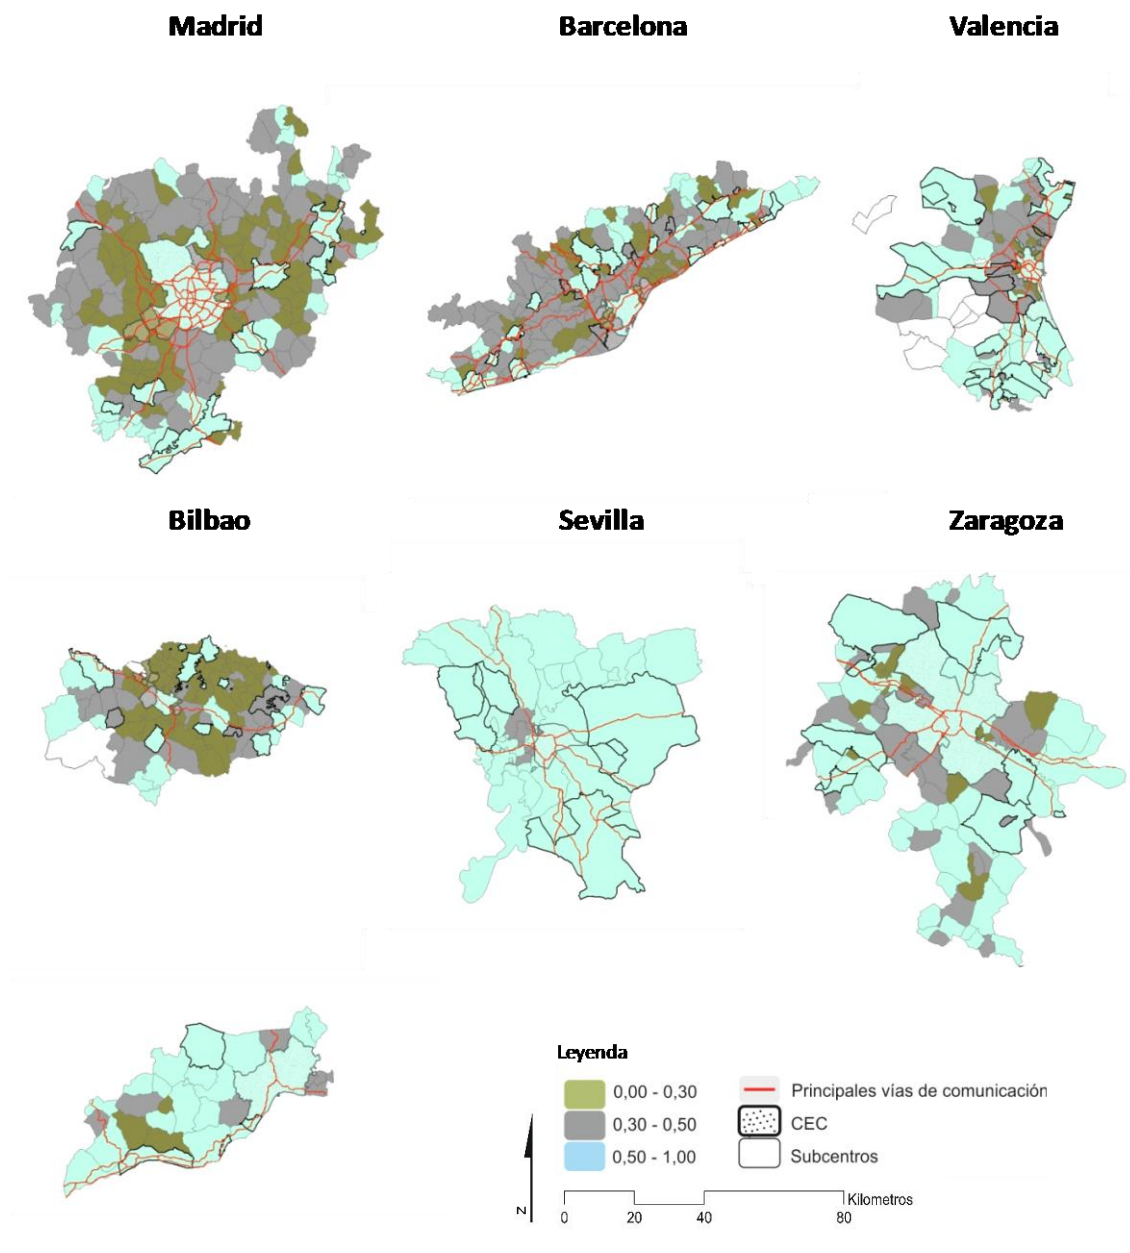 Madrid
Barcelona
Valencia
Bilbao
Sevilla
Zaragoza
Leyenda
0,00 - 0,30
0,30 - 0,50
0,50 - 1,00
Principales vías de comunicación
CEC
Subcentros
N
Kilometros
0 20 40 80